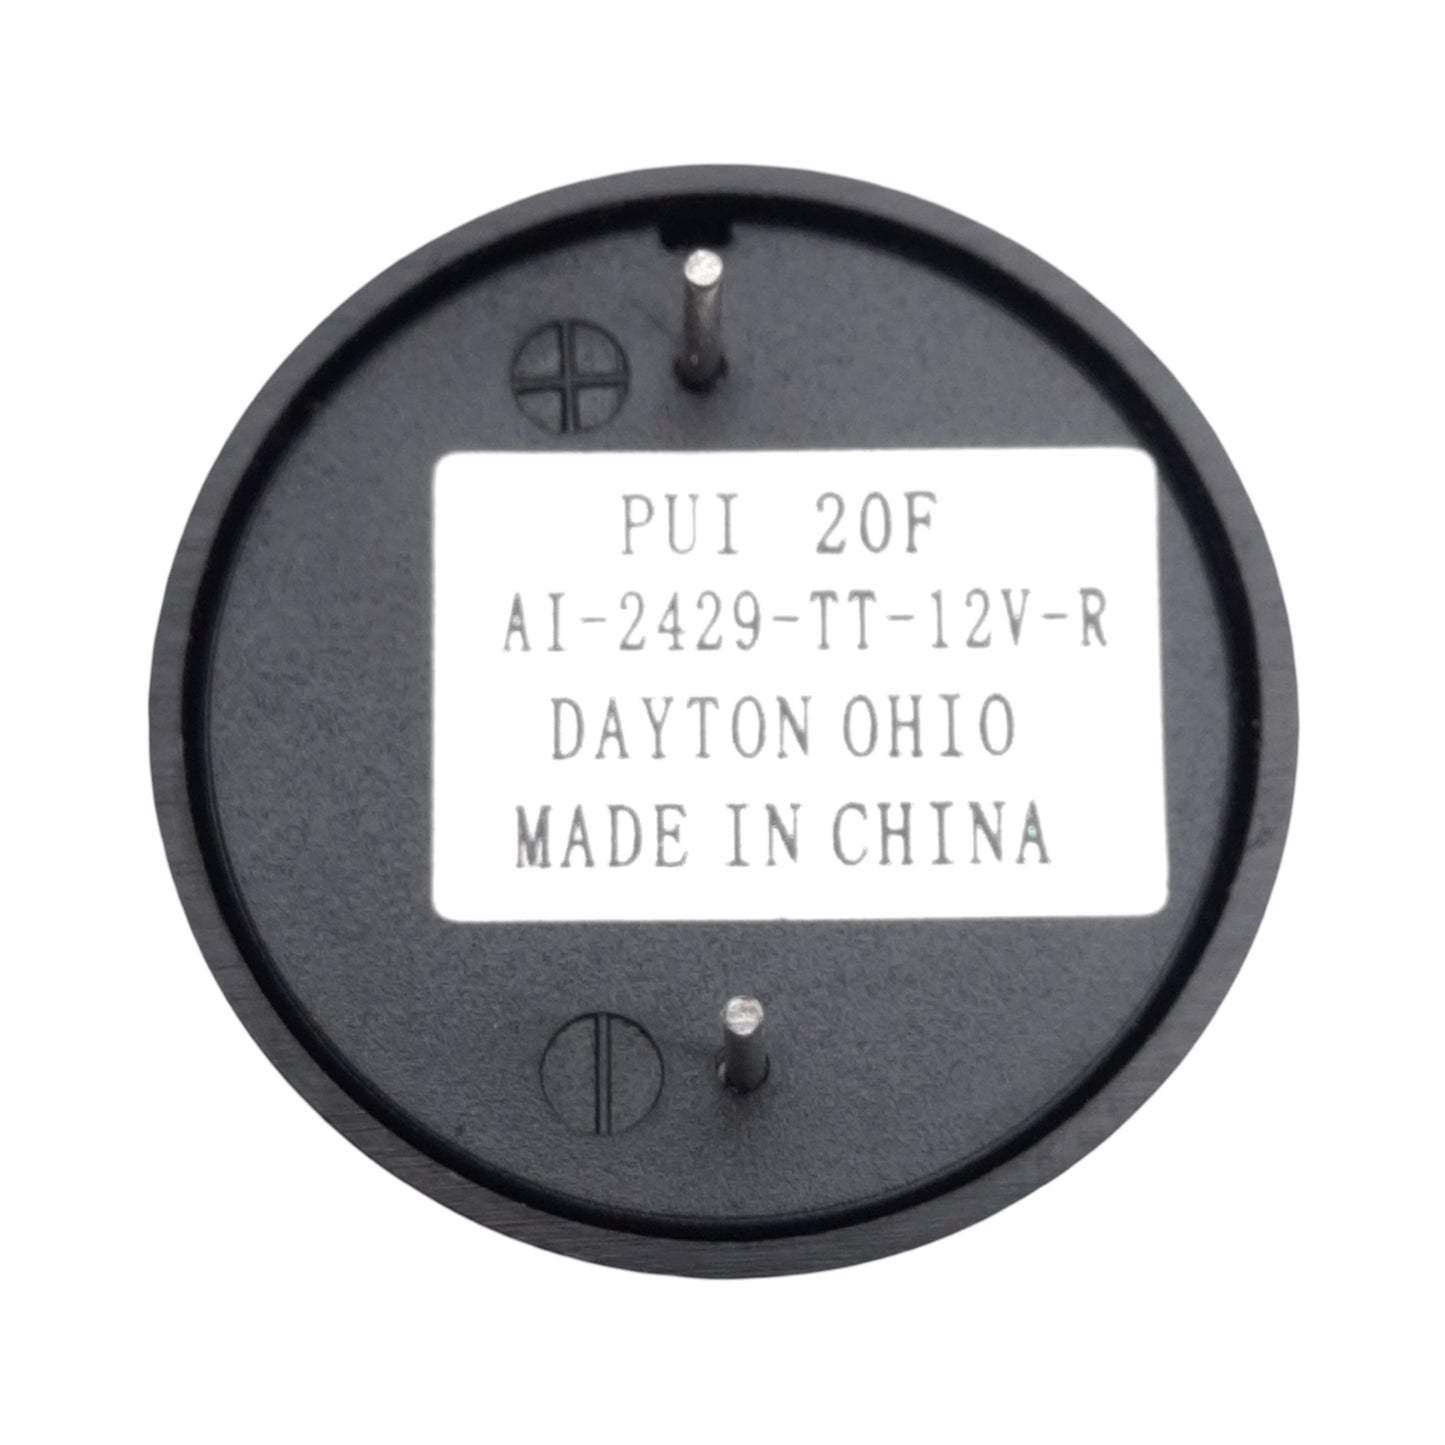 PUI 20F
AI-2429-TT-12V-R
DAYTON OHIO
MADE IN CHINA